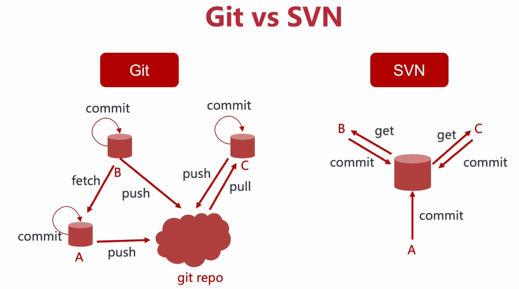 Git vs SVN
Git
SVN
commit
commit
B
C
fetch
push
push
pull
commit
A
push
git repo
B
get
get
C
commit
commit
commit
A